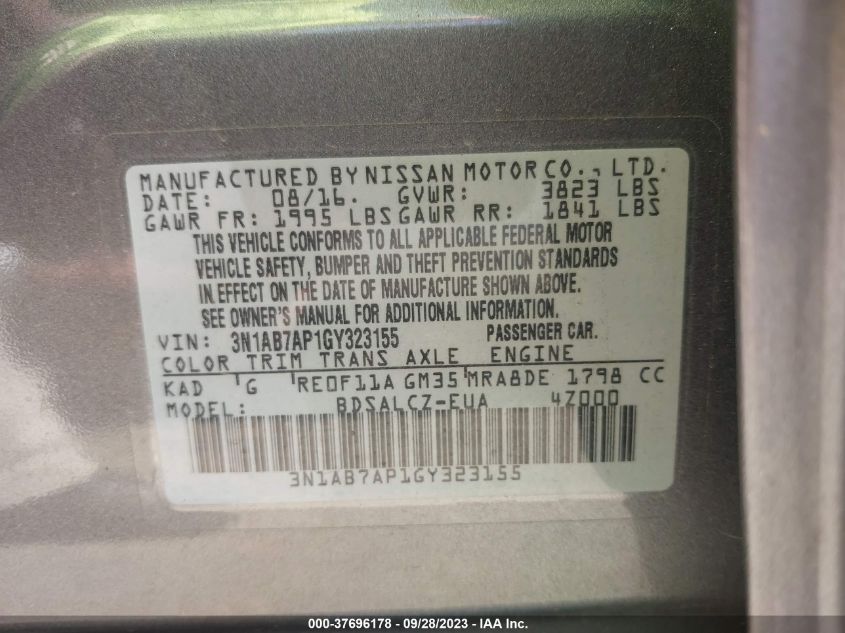 MANUFACTURED BY NISSAN MOTOR CO., LTD.
DATE: 08/16. GVWR: 3823 LBS
GAWR FR: 1995 LBS GAWR RR: 1841 LBS
THIS VEHICLE CONFORMS TO ALL APPLICABLE FEDERAL MOTOR
VEHICLE SAFETY, BUMPER AND THEFT PREVENTION STANDARDS
IN EFFECT ON THE DATE OF MANUFACTURE SHOWN ABOVE.
SEE OWNER'S MANUAL FOR ADDITIONAL INFORMATION.
VIN: 3N1AB7AP1GY323155 PASSENGER CAR.
COLOR TRIM TRANS AXLE ENGINE
KAD 'G 'RE0F11A GM35 'MRA8DE 1798 CC
MODEL: BDSALCZ-EUA 4Z000
3N1AB7AP1GY323155
000-37696178 - 09/28/2023 - IAA Inc.